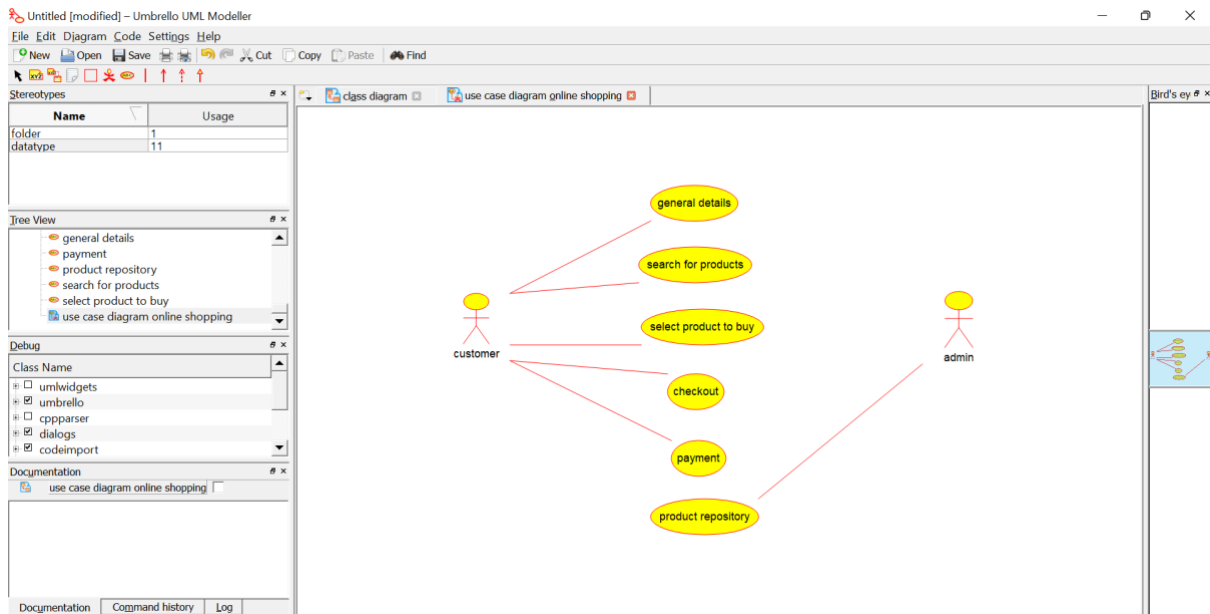 Untitled [modified] – Umbrello UML Modeller
File Edit Diagram Code Settings Help
New Open Save Cut Copy Paste Find
Stereotypes
Name Usage
folder 1
datatype 11
Tree View
general details
payment
product repository
search for products
select product to buy
use case diagram online shopping
Debug
Class Name
umlwidgets
umbrello
cppparser
dialogs
codeimport
Documentation
use case diagram online shopping
Documentation Command history Log
class diagram use case diagram online shopping
general details
search for products
select product to buy
customer
admin
checkout
payment
product repository
Bird's ey